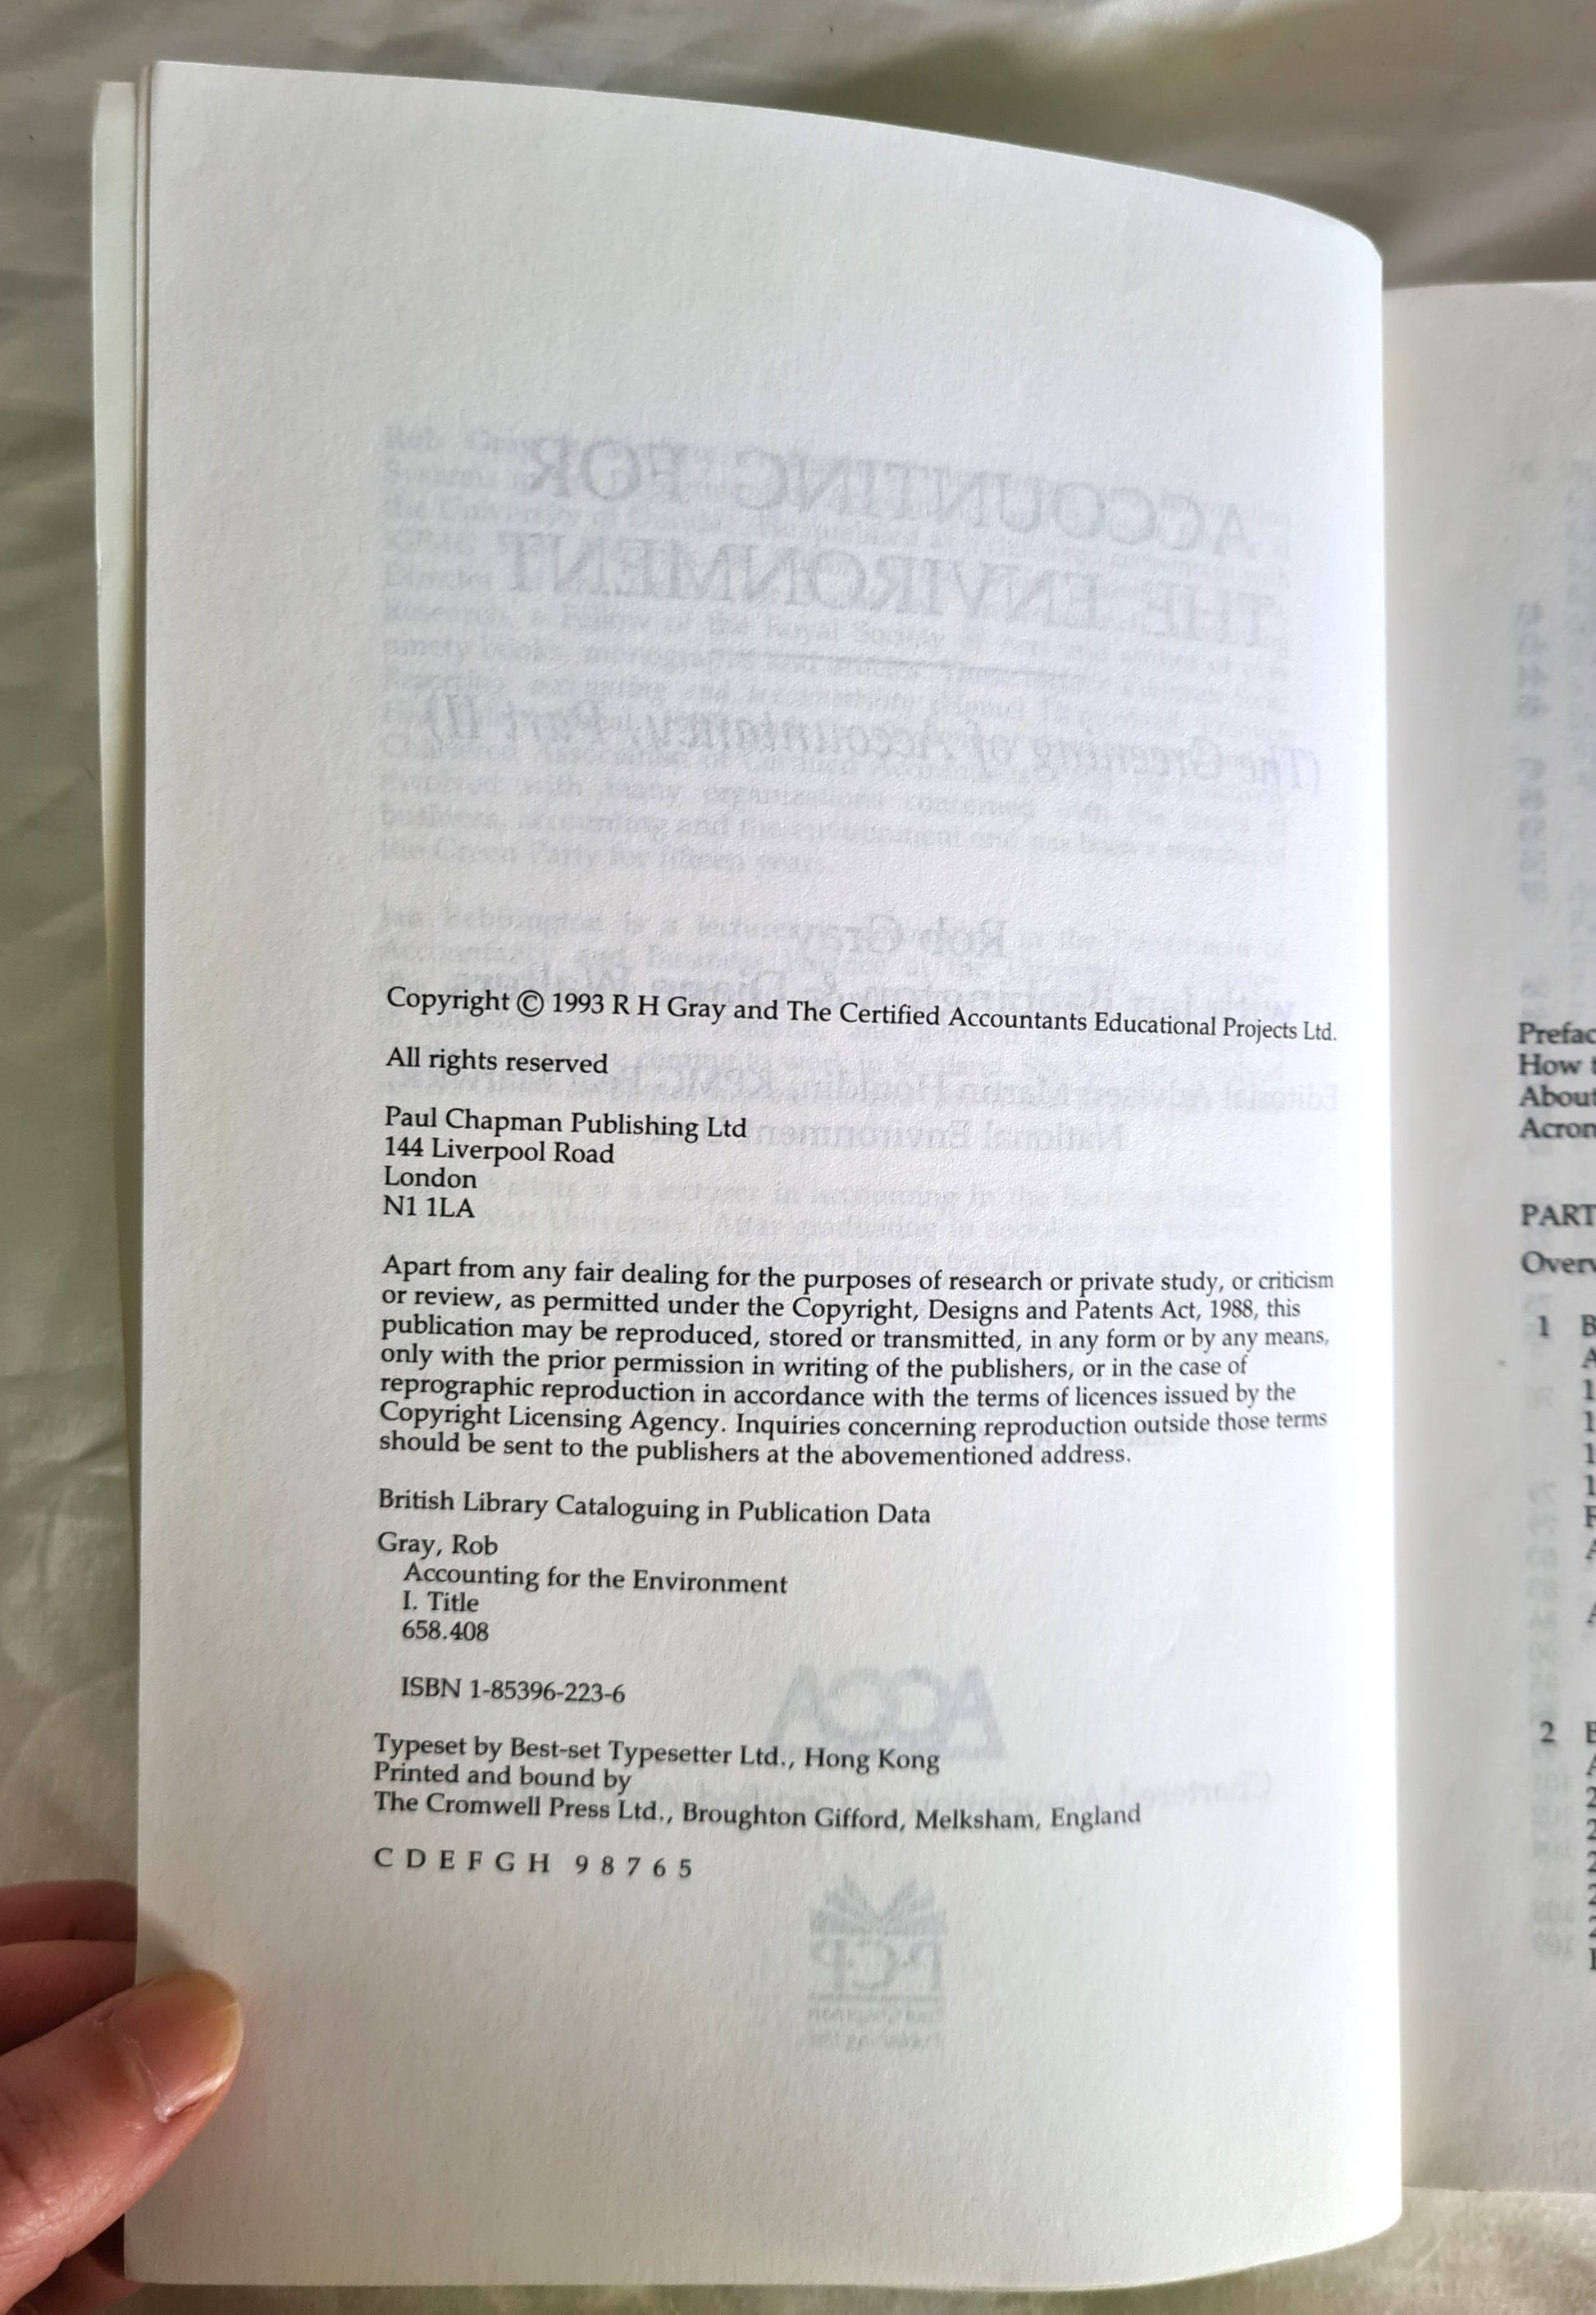 Copyright © 1993 R H Gray and The Certified Accountants Educational Projects Ltd.
All rights reserved
Paul Chapman Publishing Ltd
144 Liverpool Road
London
N1 1LA
Apart from any fair dealing for the purposes of research or private study, or criticism
or review, as permitted under the Copyright, Designs and Patents Act, 1988, this
publication may be reproduced, stored or transmitted, in any form or by any means,
only with the prior permission in writing of the publishers, or in the case of
reprographic reproduction in accordance with the terms of licences issued by the
Copyright Licensing Agency. Inquiries concerning reproduction outside those terms
should be sent to the publishers at the abovementioned address.
British Library Cataloguing in Publication Data
Gray, Rob
Accounting for the Environment
I. Title
658.408
ISBN 1-85396-223-6
Typeset by Best-set Typesetter Ltd., Hong Kong
Printed and bound by
The Cromwell Press Ltd., Broughton Gifford, Melksham, England
C D E F G H 9 8 7 6 5
Prefac
How t
About
Acron
PART
Overv
1 B
2